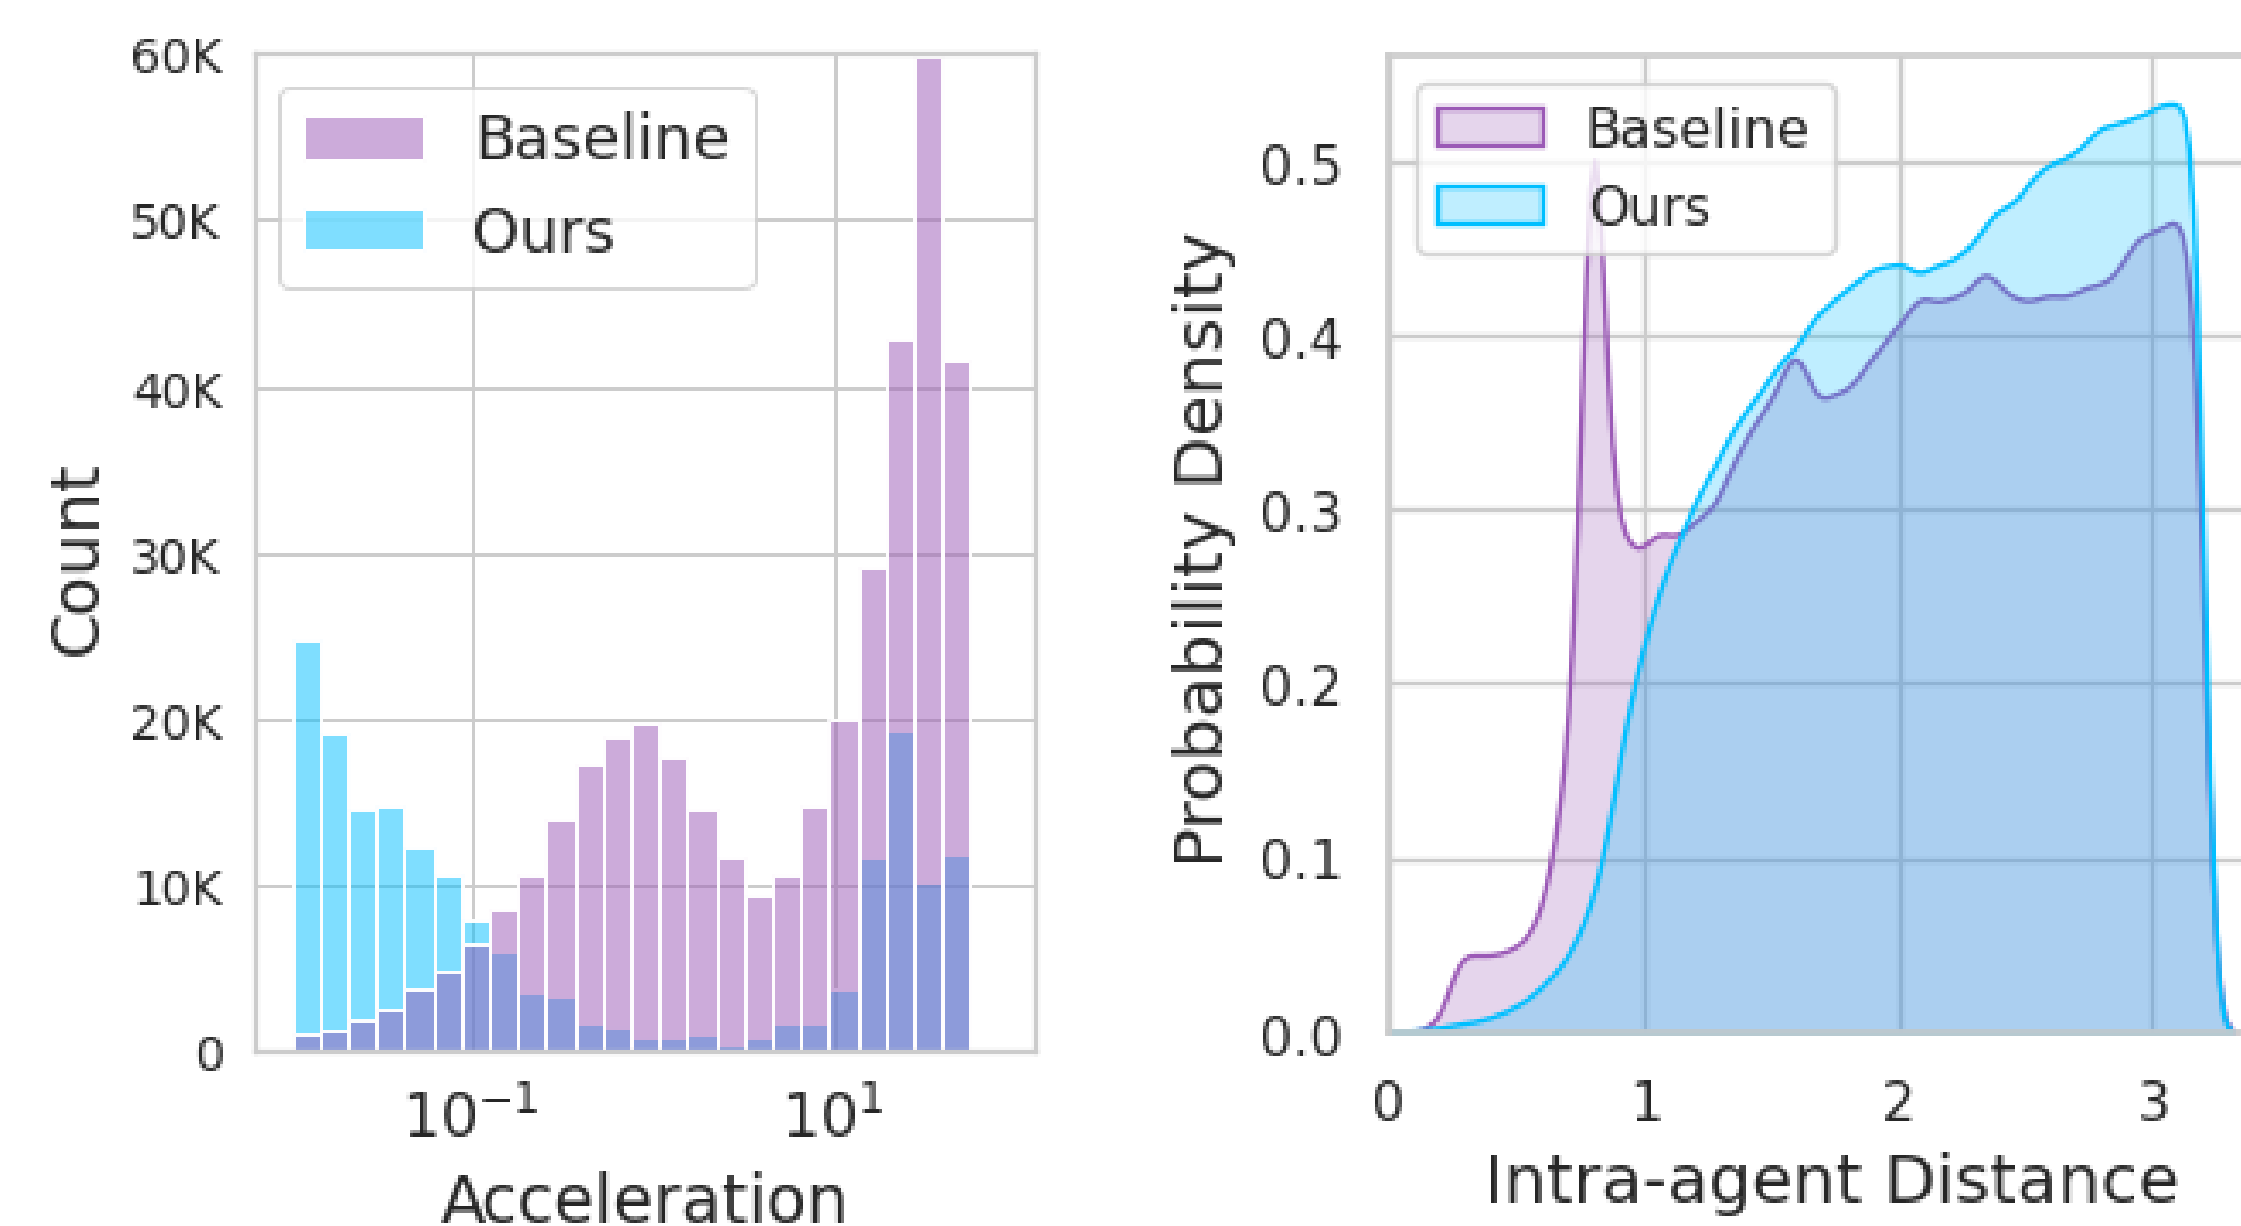 60K
50K
40K
30K
20K
10K
0
Count
Baseline
Ours
10⁻¹
10¹
Acceleration
0.5
0.4
0.3
0.2
0.1
0.0
Probability Density
Baseline
Ours
0
1
2
3
Intra-agent Distance